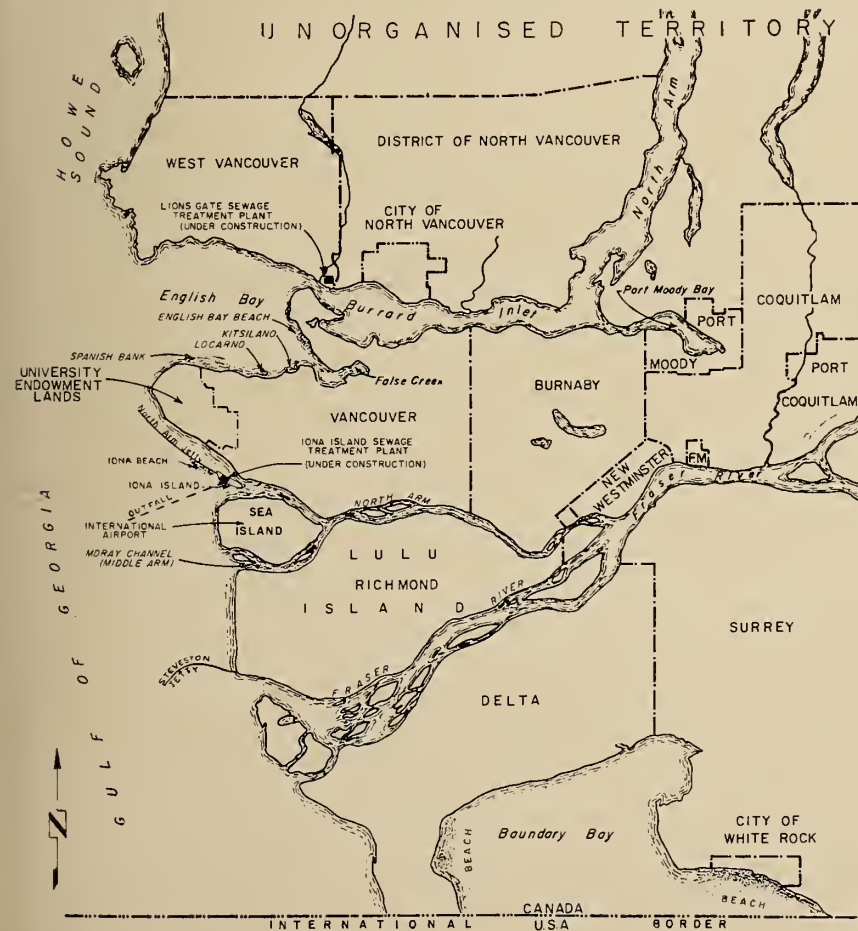 UNORGANISED TERRITORY
HOWE
SOUND
North Arm
DISTRICT OF NORTH VANCOUVER
WEST VANCOUVER
LIONS GATE SEWAGE
TREATMENT PLANT
(UNDER CONSTRUCTION)
CITY OF
NORTH VANCOUVER
Port Moody Bay
COQUITLAM
English Bay
ENGLISH BAY BEACH
Burrard Inlet
PORT
MOODY
KITSILANO
LOCARNO
SPANISH BANK
PORT
COQUITLAM
UNIVERSITY
ENDOWMENT
LANDS
False Creek
BURNABY
VANCOUVER
North Arm Jetty
IONA ISLAND SEWAGE
TREATMENT PLANT
(UNDER CONSTRUCTION)
IONA BEACH
IONA ISLAND
OUTFALL
NEW
WESTMINSTER
FM
Fraser River
SEA
ISLAND
NORTH ARM
INTERNATIONAL
AIRPORT
MORAY CHANNEL
(MIDDLE ARM)
LULU
RICHMOND
ISLAND
FRASER RIVER
SURREY
STEVESTON
JETTY
DELTA
GULF OF GEORGIA
N
CITY OF
WHITE ROCK
Boundary Bay
BEACH
BEACH
CANADA
INTERNATIONAL U.S.A BORDER